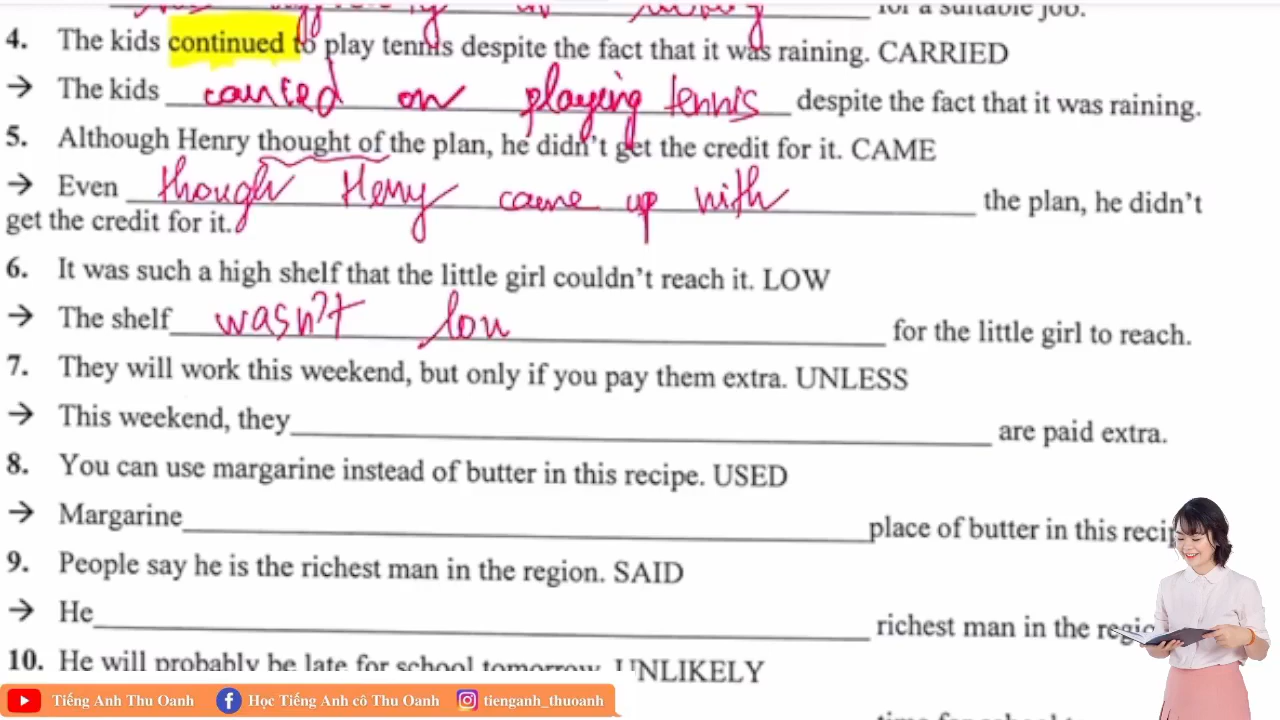 for a suitable job.
4. The kids continued to play tennis despite the fact that it was raining. CARRIED
→ The kids carried on playing tennis despite the fact that it was raining.
5. Although Henry thought of the plan, he didn't get the credit for it. CAME
→ Even though Henry came up with the plan, he didn't
get the credit for it.
6. It was such a high shelf that the little girl couldn't reach it. LOW
→ The shelf wasn't low for the little girl to reach.
7. They will work this weekend, but only if you pay them extra. UNLESS
→ This weekend, they are paid extra.
8. You can use margarine instead of butter in this recipe. USED
→ Margarine place of butter in this
9. People say he is the richest man in the region. SAID
→ He richest man in the
10. He will probably be late for school tomorrow. UNLIKELY
Tiếng Anh Thu Oanh Học Tiếng Anh cô Thu Oanh tienganh_thuoanh